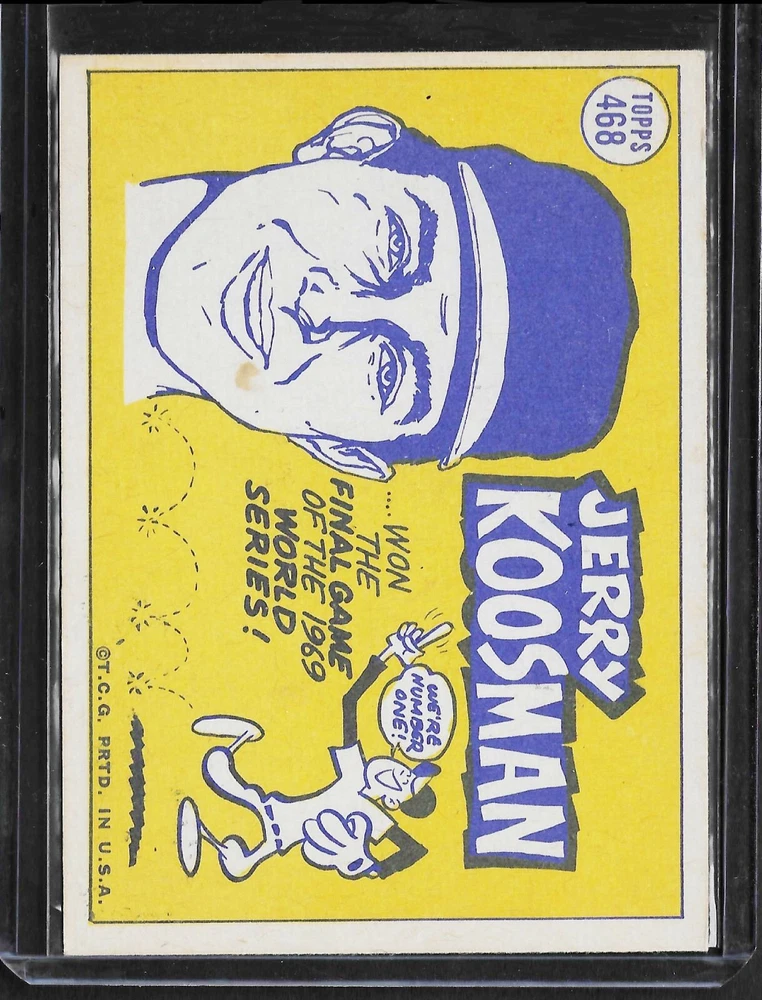 TOPPS
468
JERRY
KOOSMAN
...WON
THE
FINAL GAME
OF THE 1969
WORLD
SERIES!
WE'RE
NUMBER
ONE!
©T.C.G. PRTD. IN U.S.A.